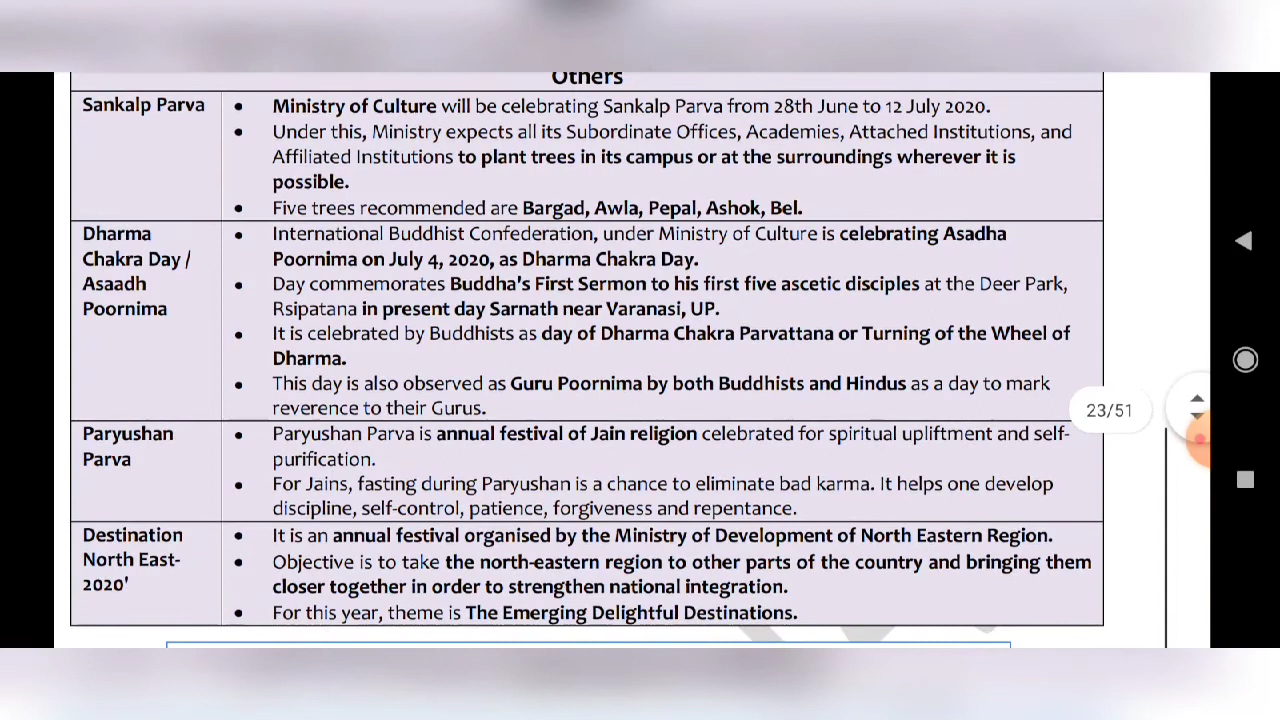 Others
Sankalp Parva
• Ministry of Culture will be celebrating Sankalp Parva from 28th June to 12 July 2020.
• Under this, Ministry expects all its Subordinate Offices, Academies, Attached Institutions, and
Affiliated Institutions to plant trees in its campus or at the surroundings wherever it is
possible.
• Five trees recommended are Bargad, Awla, Pepal, Ashok, Bel.
Dharma
Chakra Day /
Asaadh
Poornima
• International Buddhist Confederation, under Ministry of Culture is celebrating Asadha
Poornima on July 4, 2020, as Dharma Chakra Day.
• Day commemorates Buddha's First Sermon to his first five ascetic disciples at the Deer Park,
Rsipatana in present day Sarnath near Varanasi, UP.
• It is celebrated by Buddhists as day of Dharma Chakra Parvattana or Turning of the Wheel of
Dharma.
• This day is also observed as Guru Poornima by both Buddhists and Hindus as a day to mark
reverence to their Gurus.
23/51
Paryushan
Parva
• Paryushan Parva is annual festival of Jain religion celebrated for spiritual upliftment and self-
purification.
• For Jains, fasting during Paryushan is a chance to eliminate bad karma. It helps one develop
discipline, self-control, patience, forgiveness and repentance.
Destination
North East-
2020'
• It is an annual festival organised by the Ministry of Development of North Eastern Region.
• Objective is to take the north-eastern region to other parts of the country and bringing them
closer together in order to strengthen national integration.
• For this year, theme is The Emerging Delightful Destinations.